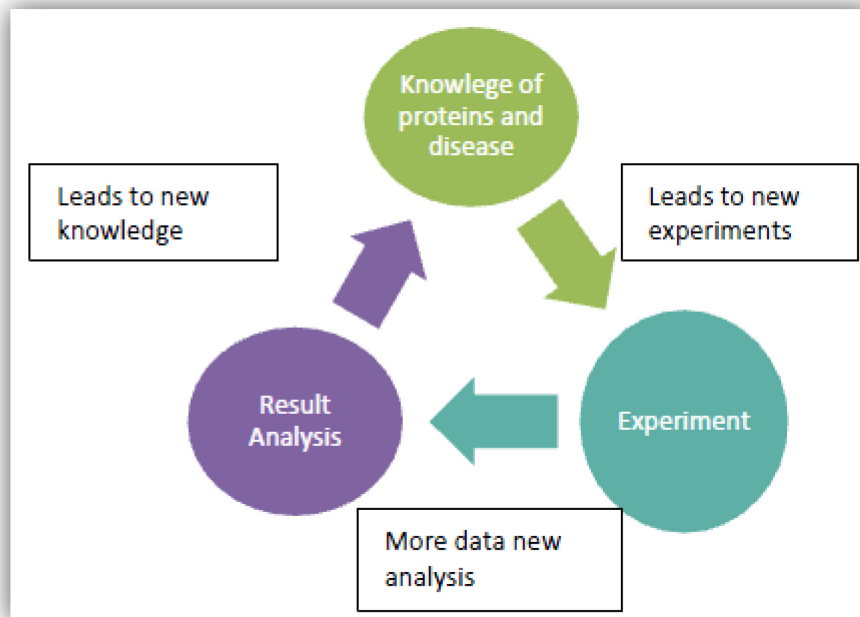 Knowlege of
proteins and
disease
Leads to new
knowledge
Leads to new
experiments
Result
Analysis
Experiment
More data new
analysis